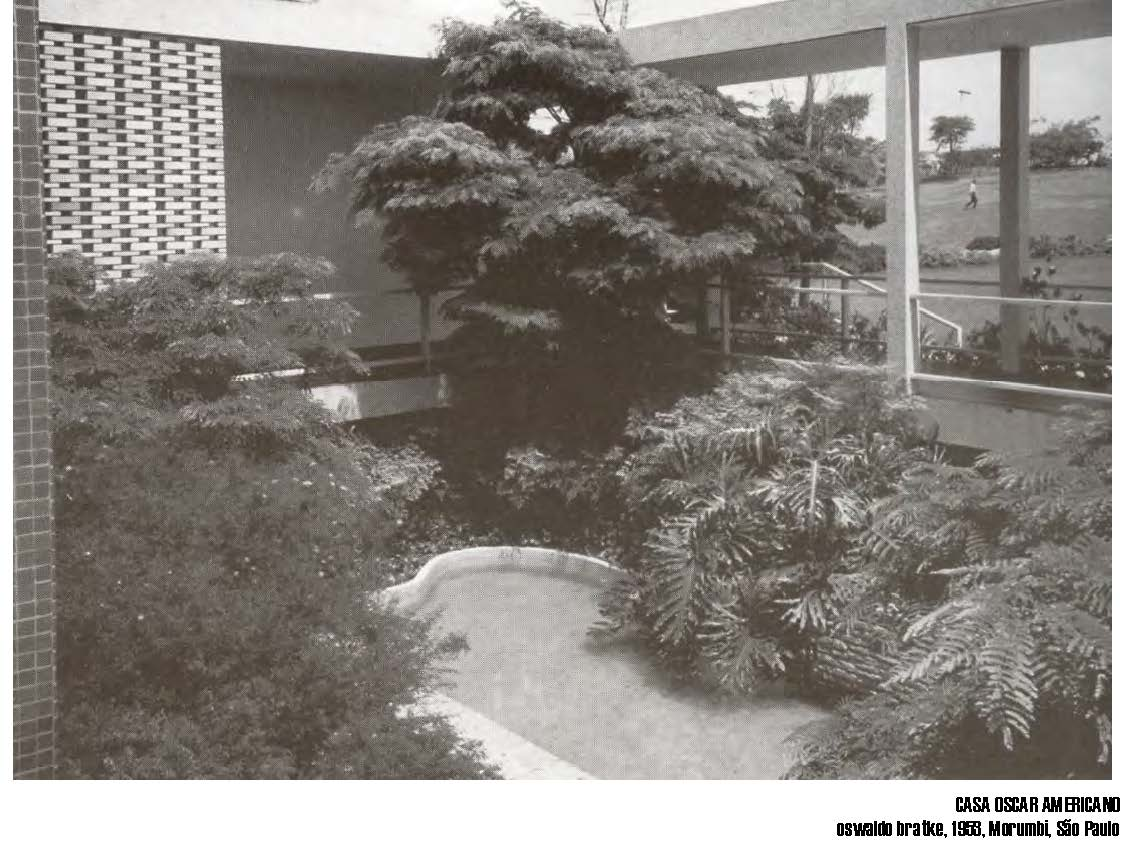 CASA OSCAR AMERICANO
oswaldo bratke, 1953, Morumbi, São Paulo